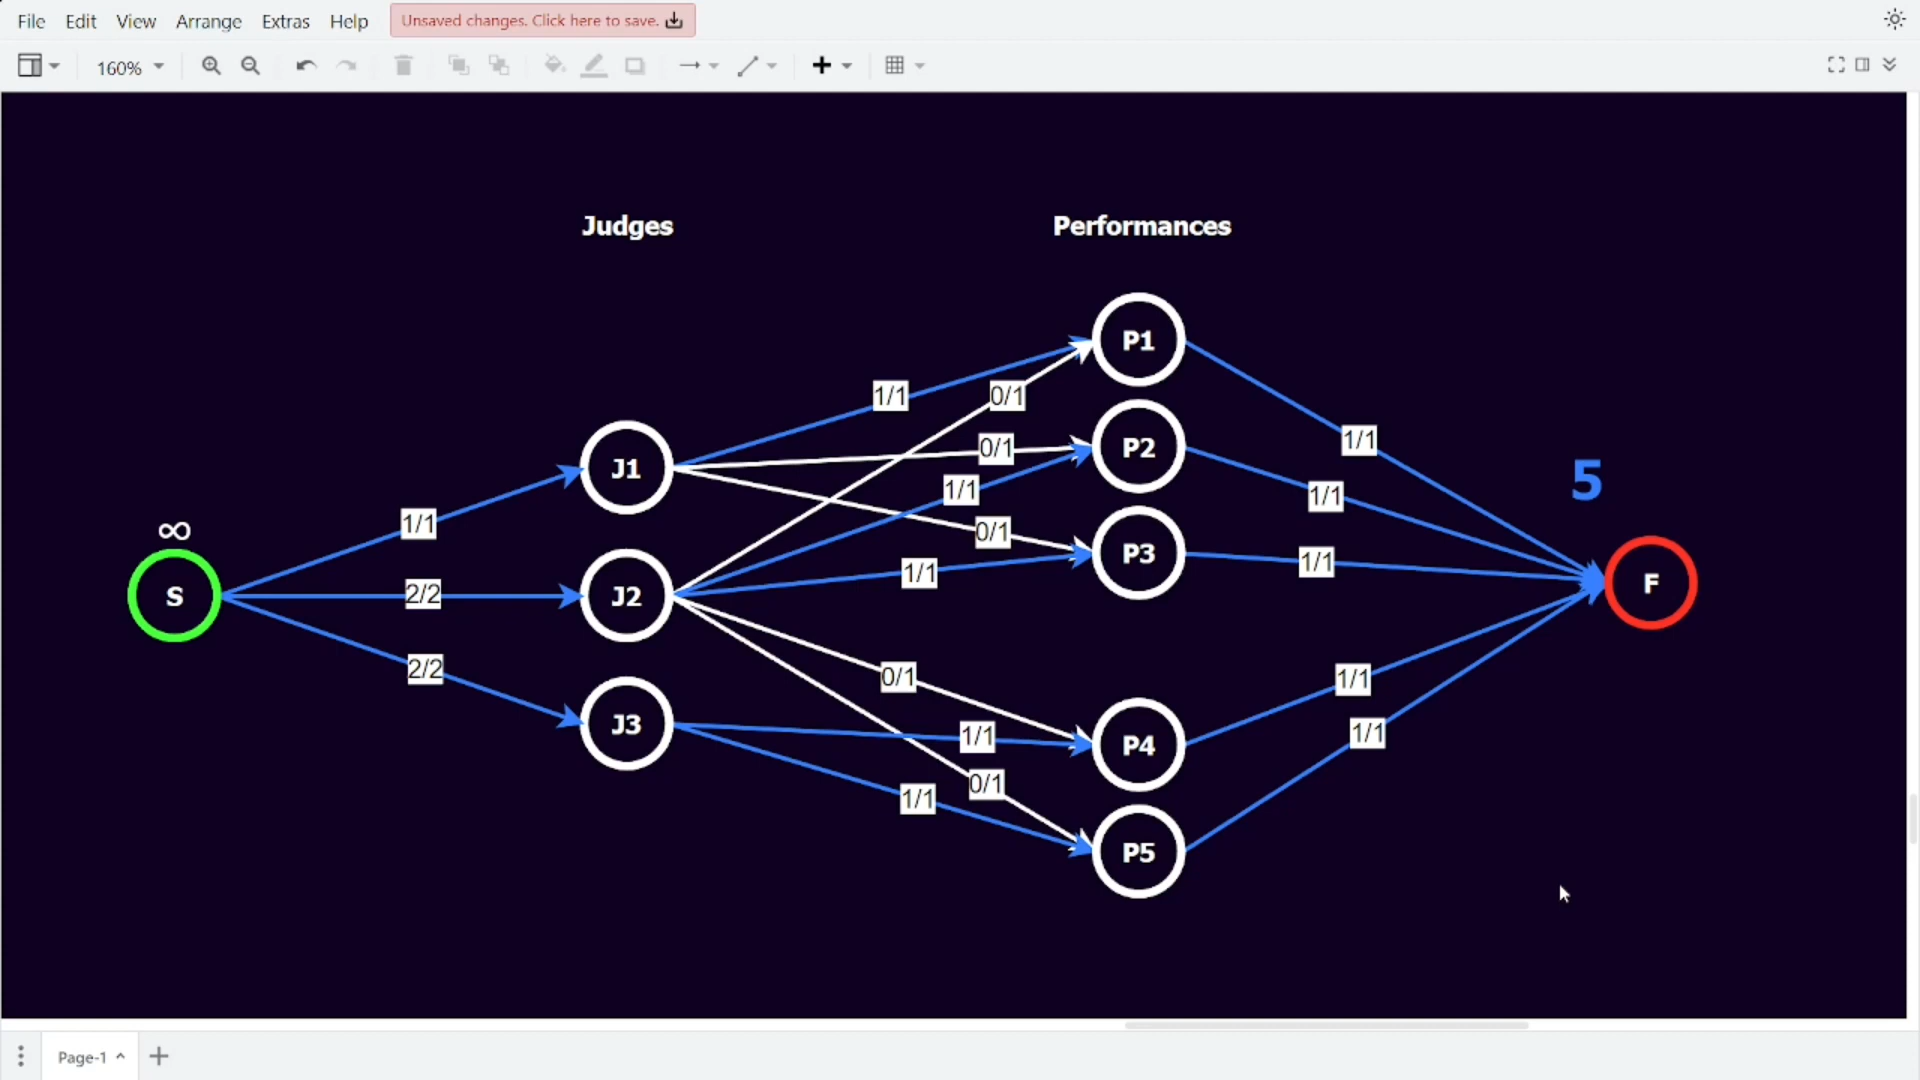 File Edit View Arrange Extras Help Unsaved changes. Click here to save.
160%
Judges Performances
P1
1/1 0/1
1/1
0/1 P2
J1
5
1/1 1/1
1/1 0/1
∞
P3 1/1
1/1
S 2/2 J2 F
2/2 0/1 1/1
J3 1/1 P4 1/1
0/1
1/1
P5
Page-1